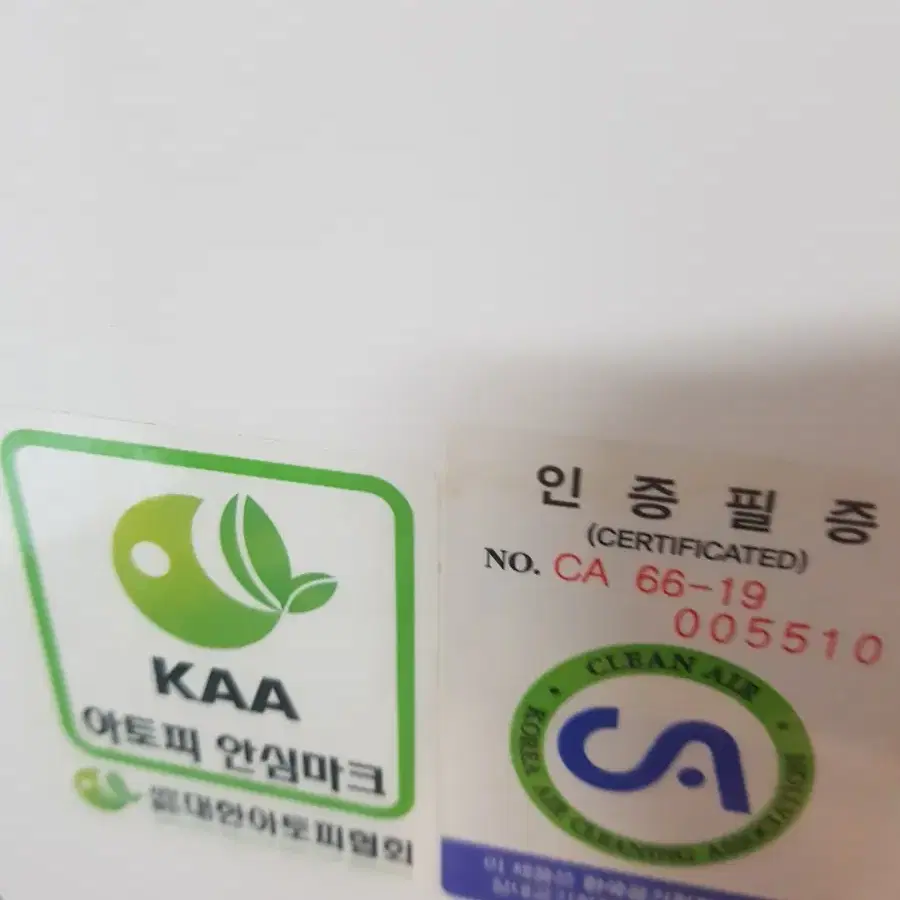 KAA
아토피 안심마크
대한아토피협회
인증필증
(CERTIFICATED)
NO. CA 66-19
005510
CLEAN AIR
CA
KOREA AIR CLEANING ASSOCIATION